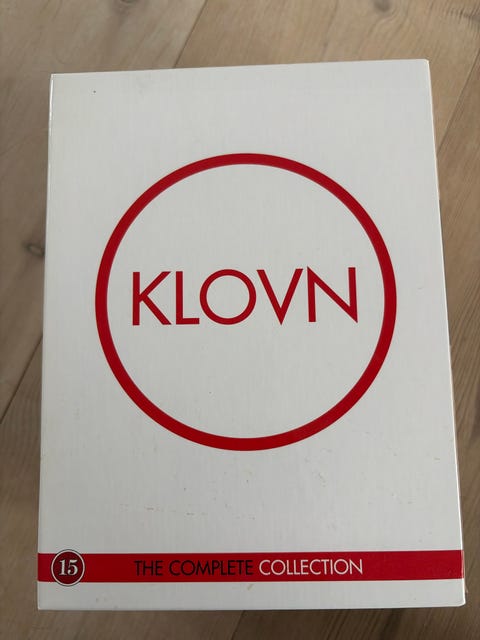 KLOVN
15 THE COMPLETE COLLECTION